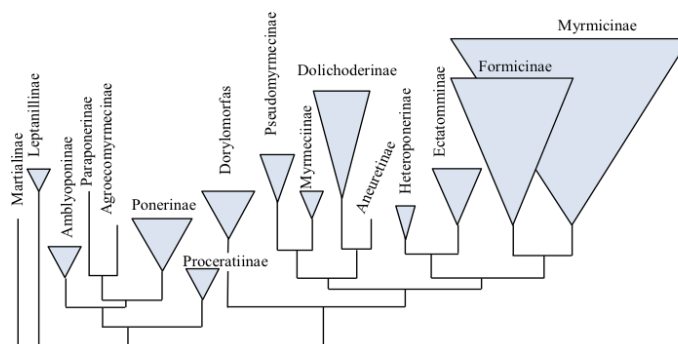 Myrmicinae
Formicinae
Dolichoderinae
Pseudomyrmecinae
Ectatomminae
Leptanillinae
Martialinae
Amblyoponinae
Paraponerinae
Agroecomyrmecinae
Ponerinae
Dorylomorfas
Myrmeciinae
Aneuretinae
Heteroponerinae
Proceratiinae